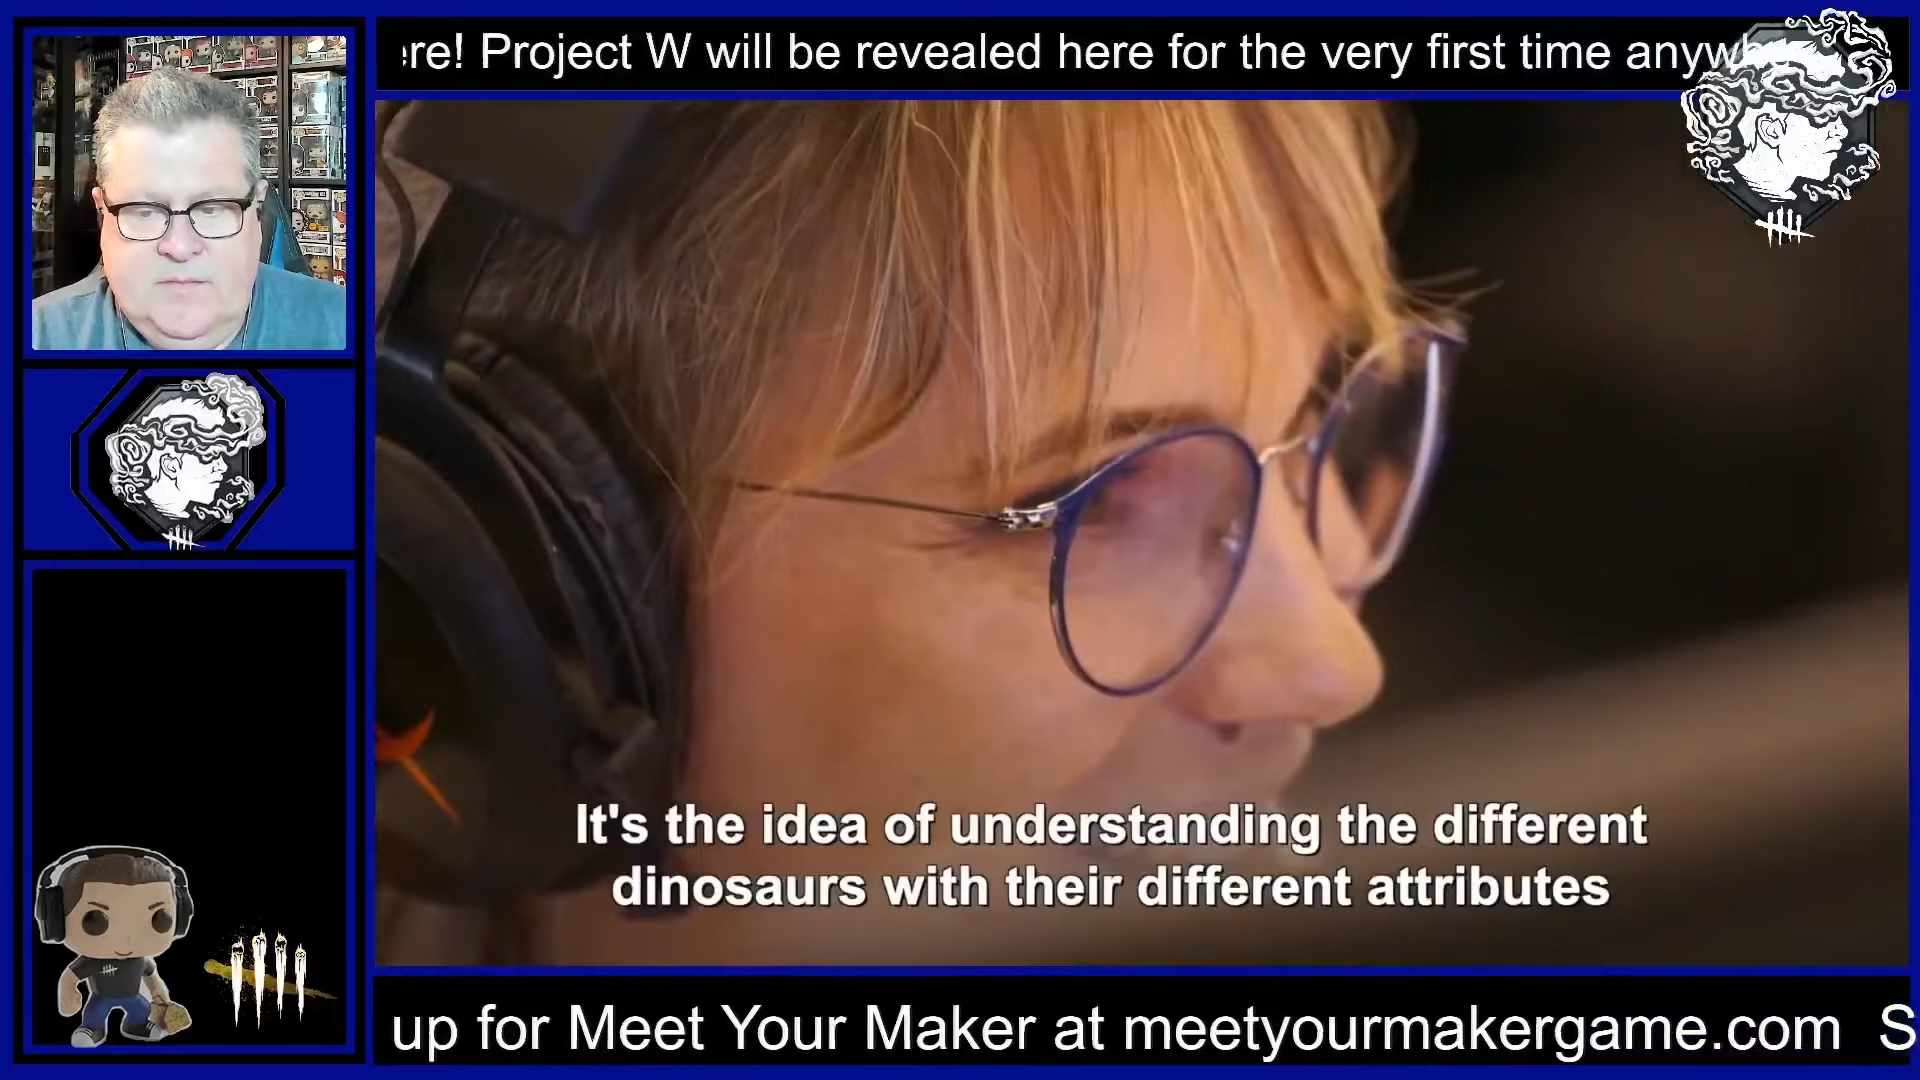 re! Project W will be revealed here for the very first time anywh
It's the idea of understanding the different
dinosaurs with their different attributes
up for Meet Your Maker at meetyourmakergame.com S